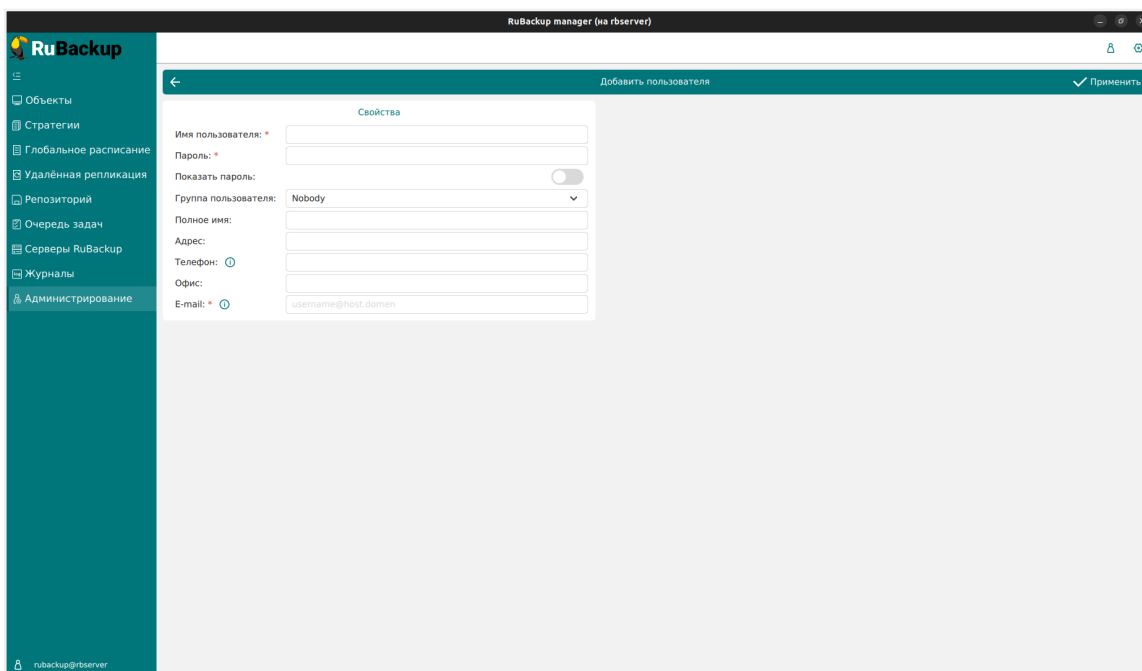 RuBackup manager (на rbserver)
RuBackup
Добавить пользователя
Применить
Объекты
Стратегии
Глобальное расписание
Удалённая репликация
Репозиторий
Очередь задач
Серверы RuBackup
Журналы
Администрирование
Свойства
Имя пользователя: *
Пароль: *
Показать пароль:
Группа пользователя: Nobody
Полное имя:
Адрес:
Телефон:
Офис:
E-mail: * username@host.domen
rubackup@rbserver